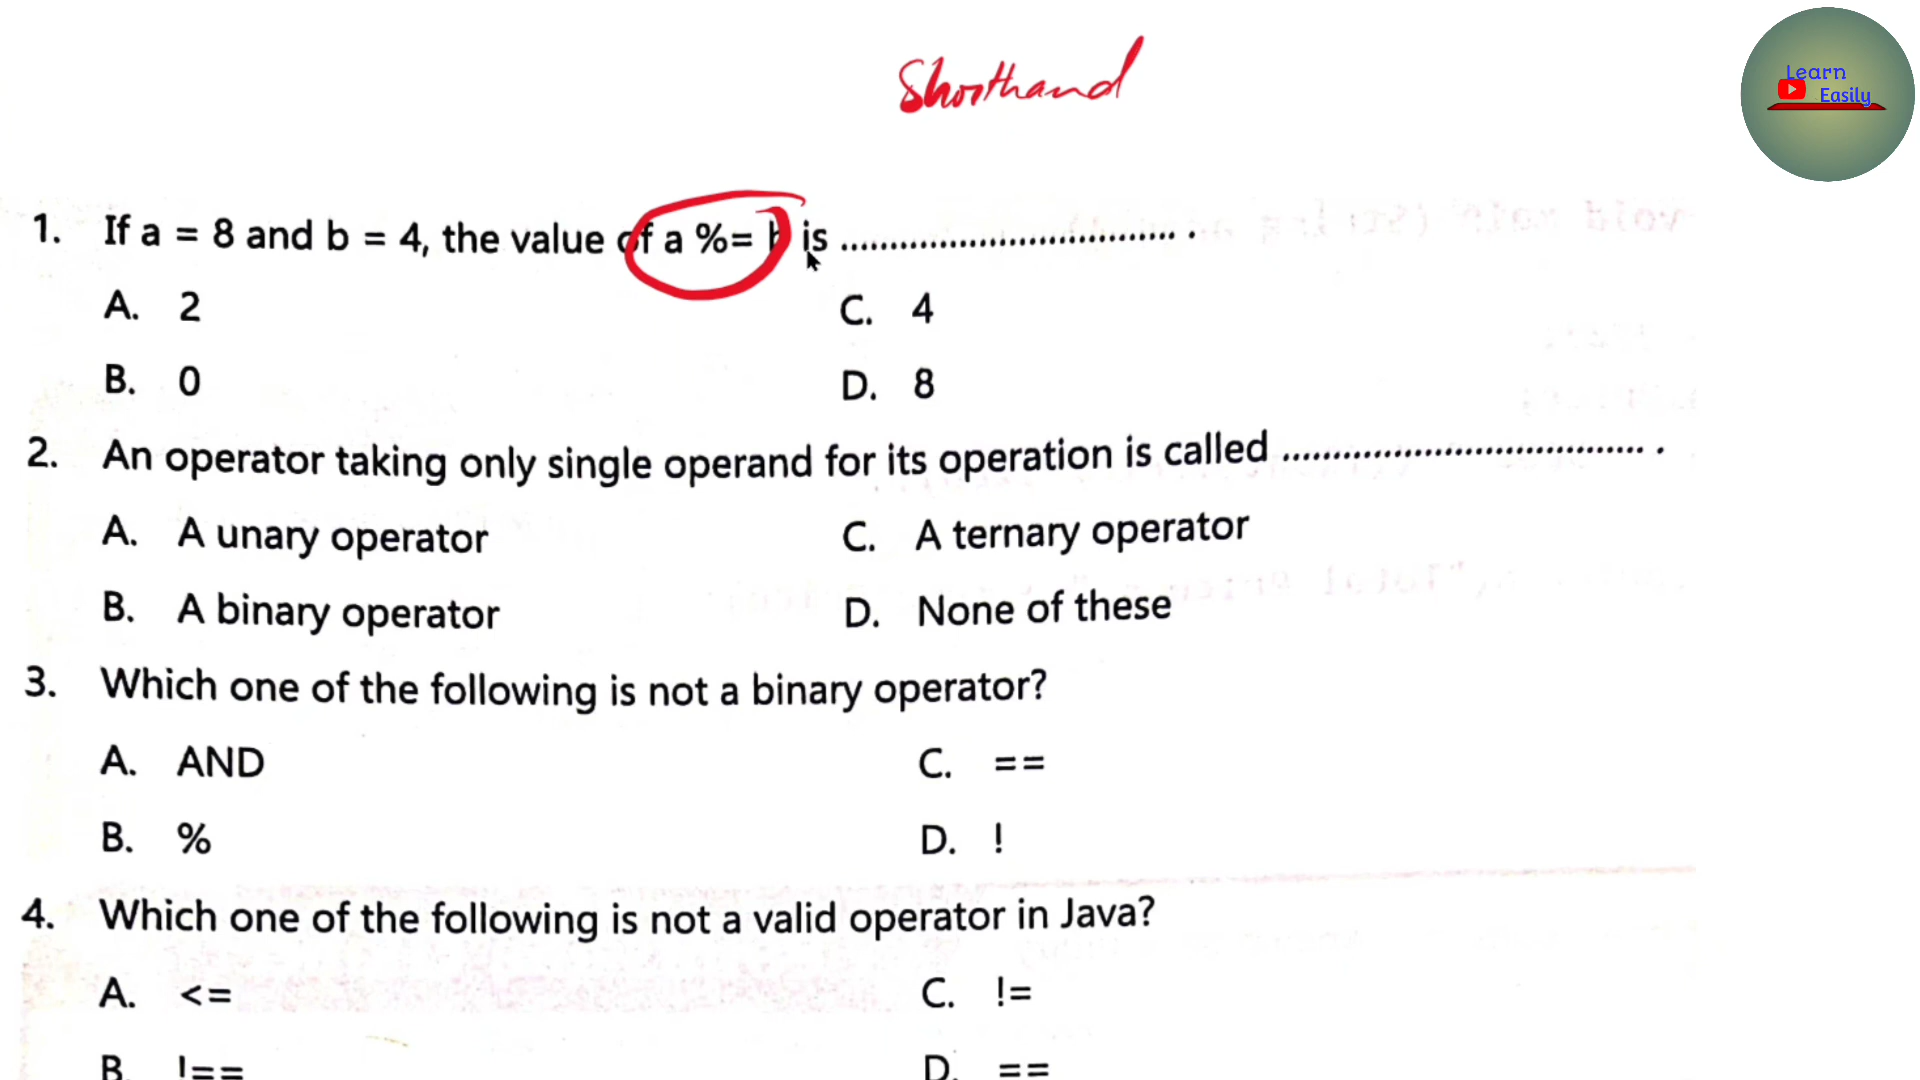 Shorthand
Learn
Easily
1. If a = 8 and b = 4, the value of a %= b is .................................. .
A. 2
C. 4
B. 0
D. 8
2. An operator taking only single operand for its operation is called .................................... .
A. A unary operator
C. A ternary operator
B. A binary operator
D. None of these
3. Which one of the following is not a binary operator?
A. AND
C. ==
B. %
D. !
4. Which one of the following is not a valid operator in Java?
A. <=
C. !=
B. !==
D. ==